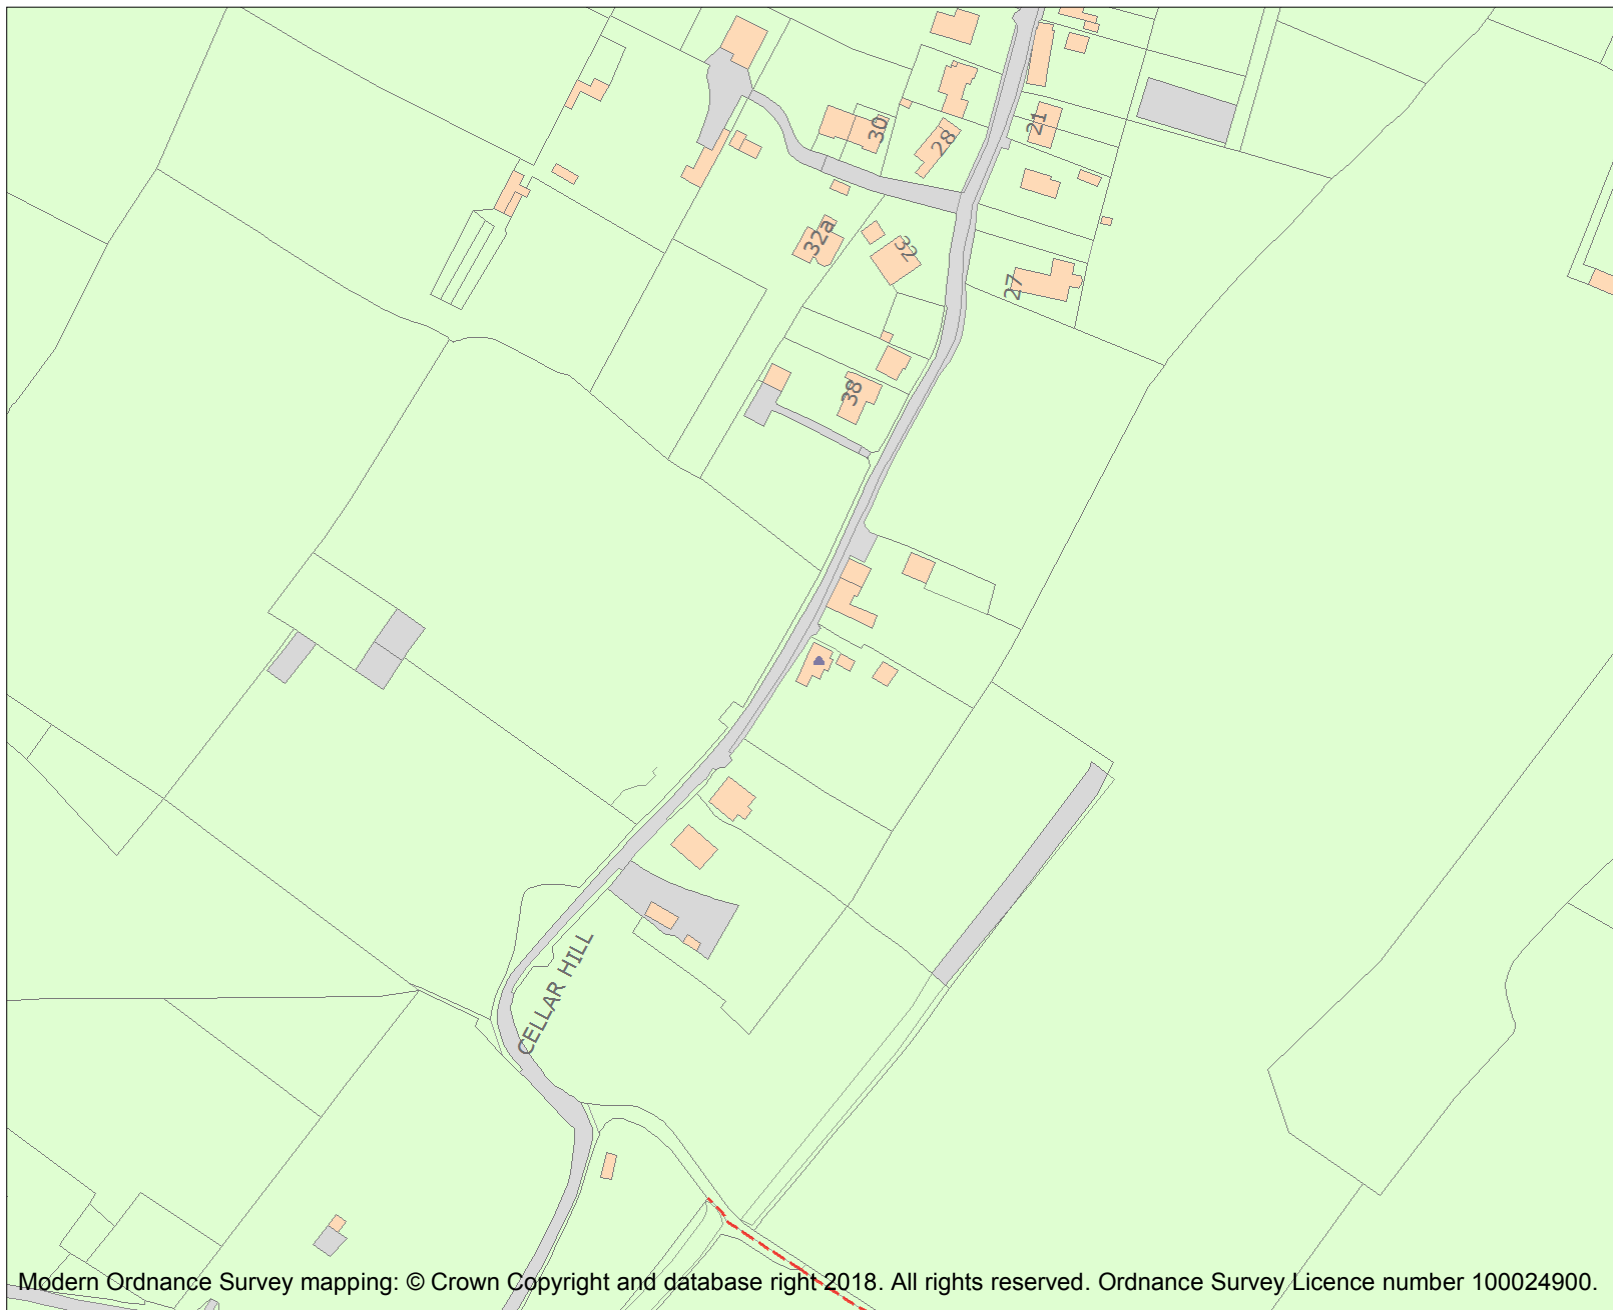 30
28
21
32a
32
27
38
CELLAR HILL
Modern Ordnance Survey mapping: © Crown Copyright and database right 2018. All rights reserved. Ordnance Survey Licence number 100024900.